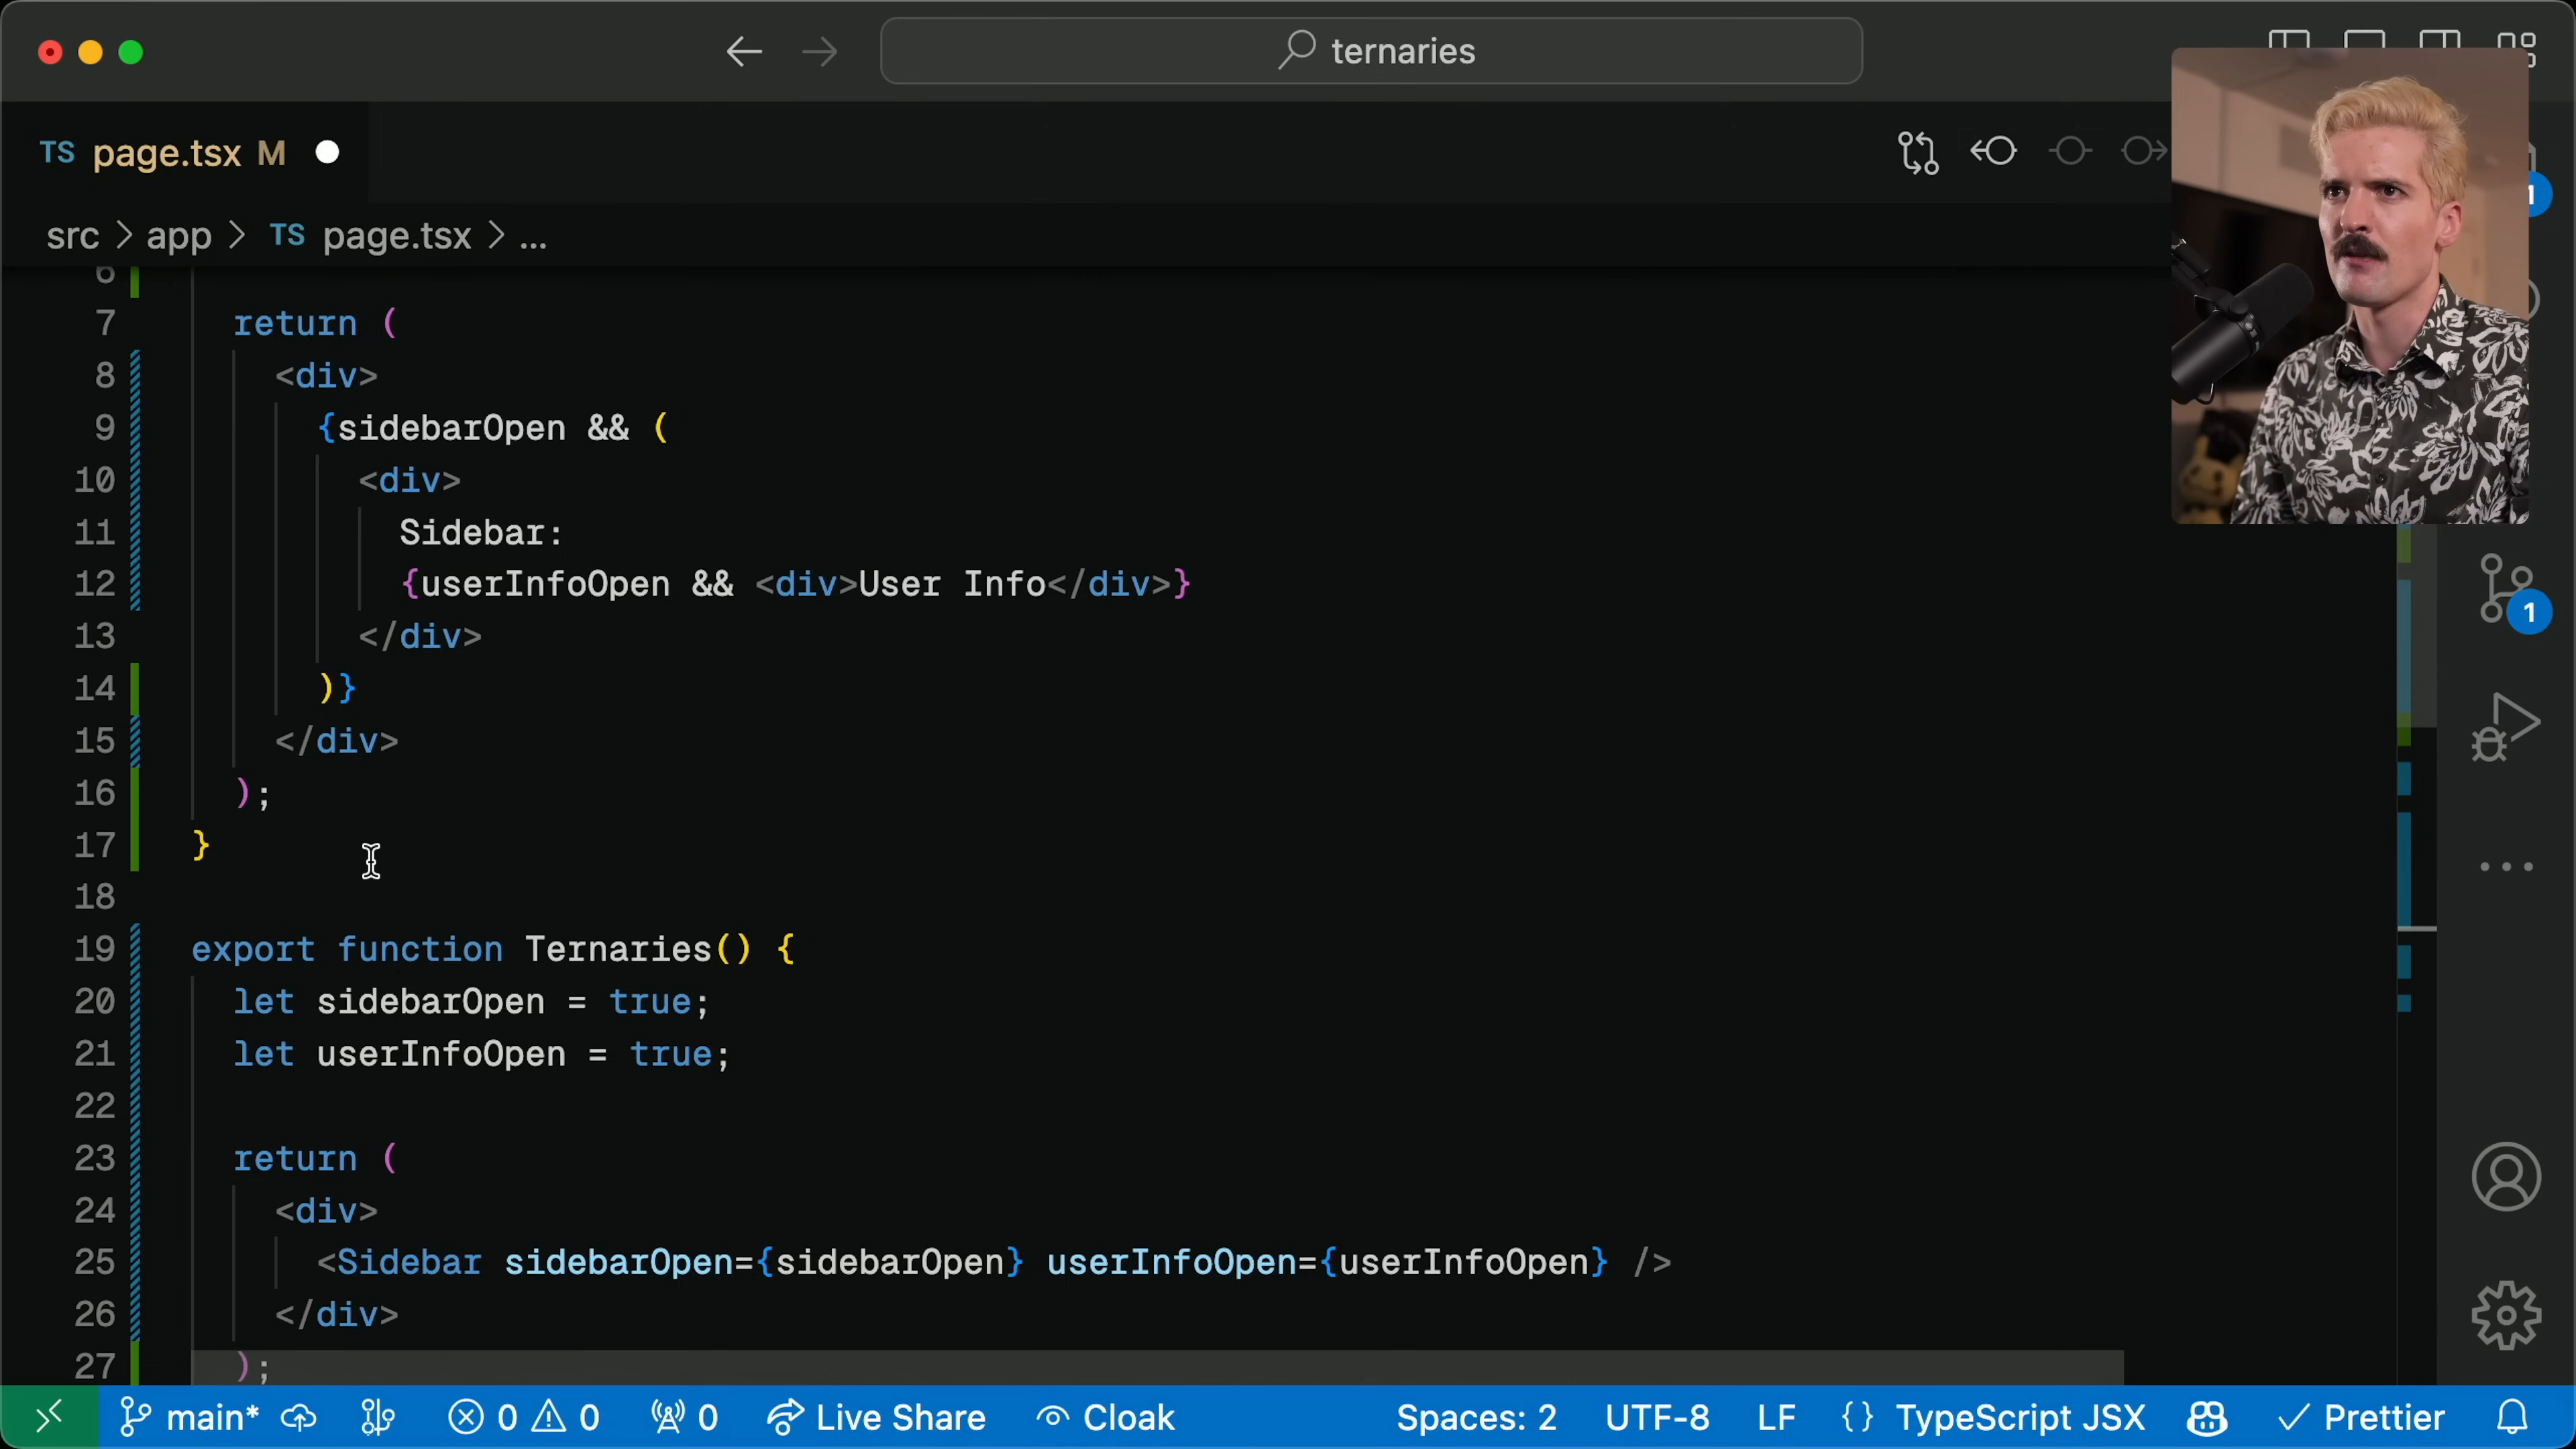 ternaries
TS page.tsx M
src > app > TS page.tsx > ...
6
7 return (
8 <div>
9 {sidebarOpen && (
10 <div>
11 Sidebar:
12 {userInfoOpen && <div>User Info</div>}
13 </div>
14 )}
15 </div>
16 );
17 }
18
19 export function Ternaries() {
20 let sidebarOpen = true;
21 let userInfoOpen = true;
22
23 return (
24 <div>
25 <Sidebar sidebarOpen={sidebarOpen} userInfoOpen={userInfoOpen} />
26 </div>
27 );
1
1
main* 0 0 0 Live Share Cloak Spaces: 2 UTF-8 LF {} TypeScript JSX Prettier